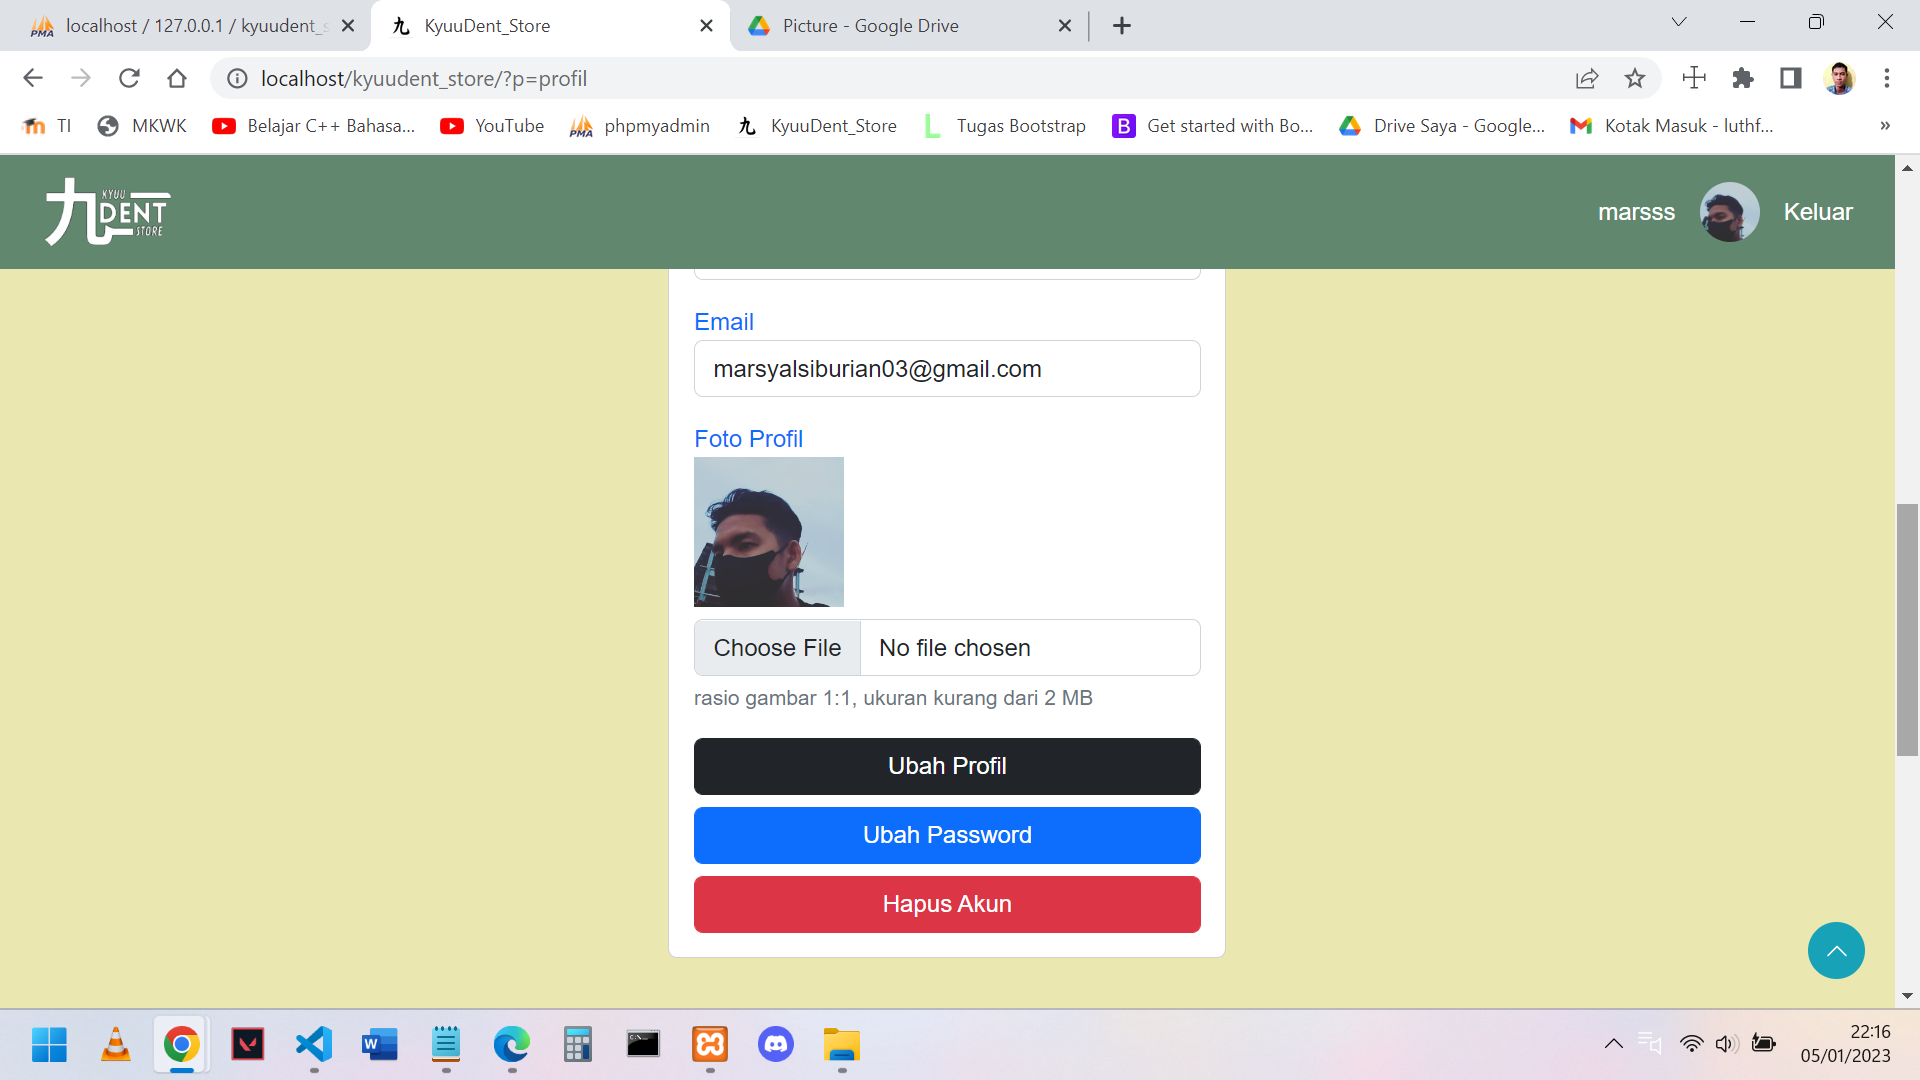 localhost / 127.0.0.1 / kyuudent_s
KyuuDent_Store
Picture - Google Drive
localhost/kyuudent_store/?p=profil
TI
MKWK
Belajar C++ Bahasa...
YouTube
phpmyadmin
KyuuDent_Store
Tugas Bootstrap
Get started with Bo...
Drive Saya - Google...
Kotak Masuk - luthf...
»
九 KYUU
DENT
STORE
marsss
Keluar
Email
marsyalsiburian03@gmail.com
Foto Profil
Choose File No file chosen
rasio gambar 1:1, ukuran kurang dari 2 MB
Ubah Profil
Ubah Password
Hapus Akun
22:16
05/01/2023